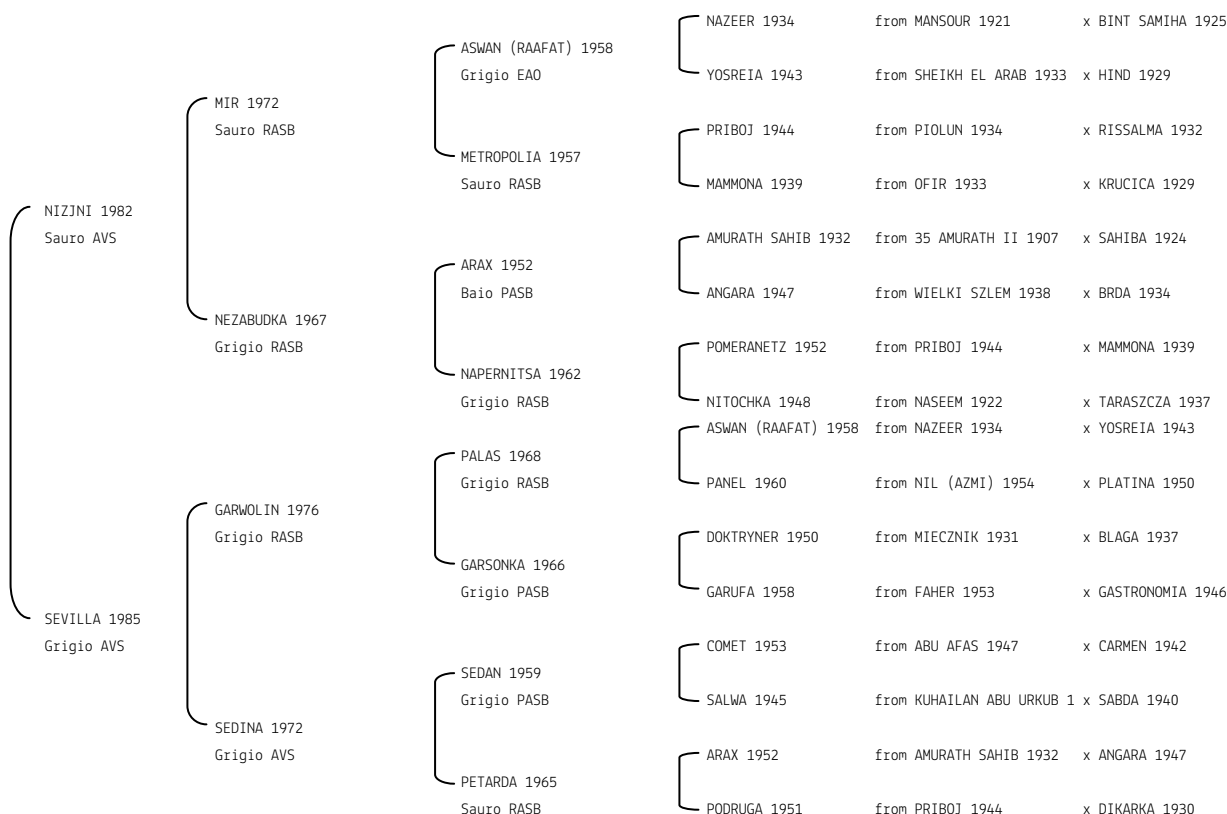 NAZEER 1934 from MANSOUR 1921 x BINT SAMIHA 1925
ASWAN (RAAFAT) 1958
Grigio EAO
YOSREIA 1943 from SHEIKH EL ARAB 1933 x HIND 1929
MIR 1972
Sauro RASB
PRIBOJ 1944 from PIOLUN 1934 x RISSALMA 1932
METROPOLIA 1957
Sauro RASB
MAMMONA 1939 from OFIR 1933 x KRUCICA 1929
NIZJNI 1982
Sauro AVS
AMURATH SAHIB 1932 from 35 AMURATH II 1907 x SAHIBA 1924
ARAX 1952
Baio PASB
ANGARA 1947 from WIELKI SZLEM 1938 x BRDA 1934
NEZABUDKA 1967
Grigio RASB
POMERANETZ 1952 from PRIBOJ 1944 x MAMMONA 1939
NAPERNITSA 1962
Grigio RASB
NITOCHKA 1948 from NASEEM 1922 x TARASZCZA 1937
ASWAN (RAAFAT) 1958 from NAZEER 1934 x YOSREIA 1943
PALAS 1968
Grigio RASB
PANEL 1960 from NIL (AZMI) 1954 x PLATINA 1950
GARWOLIN 1976
Grigio RASB
DOKTRYNER 1950 from MIECZNIK 1931 x BLAGA 1937
GARSONKA 1966
Grigio PASB
GARUFA 1958 from FAHER 1953 x GASTRONOMIA 1946
SEVILLA 1985
Grigio AVS
COMET 1953 from ABU AFAS 1947 x CARMEN 1942
SEDAN 1959
Grigio PASB
SALWA 1945 from KUHAILAN ABU URKUB 1 x SABDA 1940
SEDINA 1972
Grigio AVS
ARAX 1952 from AMURATH SAHIB 1932 x ANGARA 1947
PETARDA 1965
Sauro RASB
PODRUGA 1951 from PRIBOJ 1944 x DIKARKA 1930